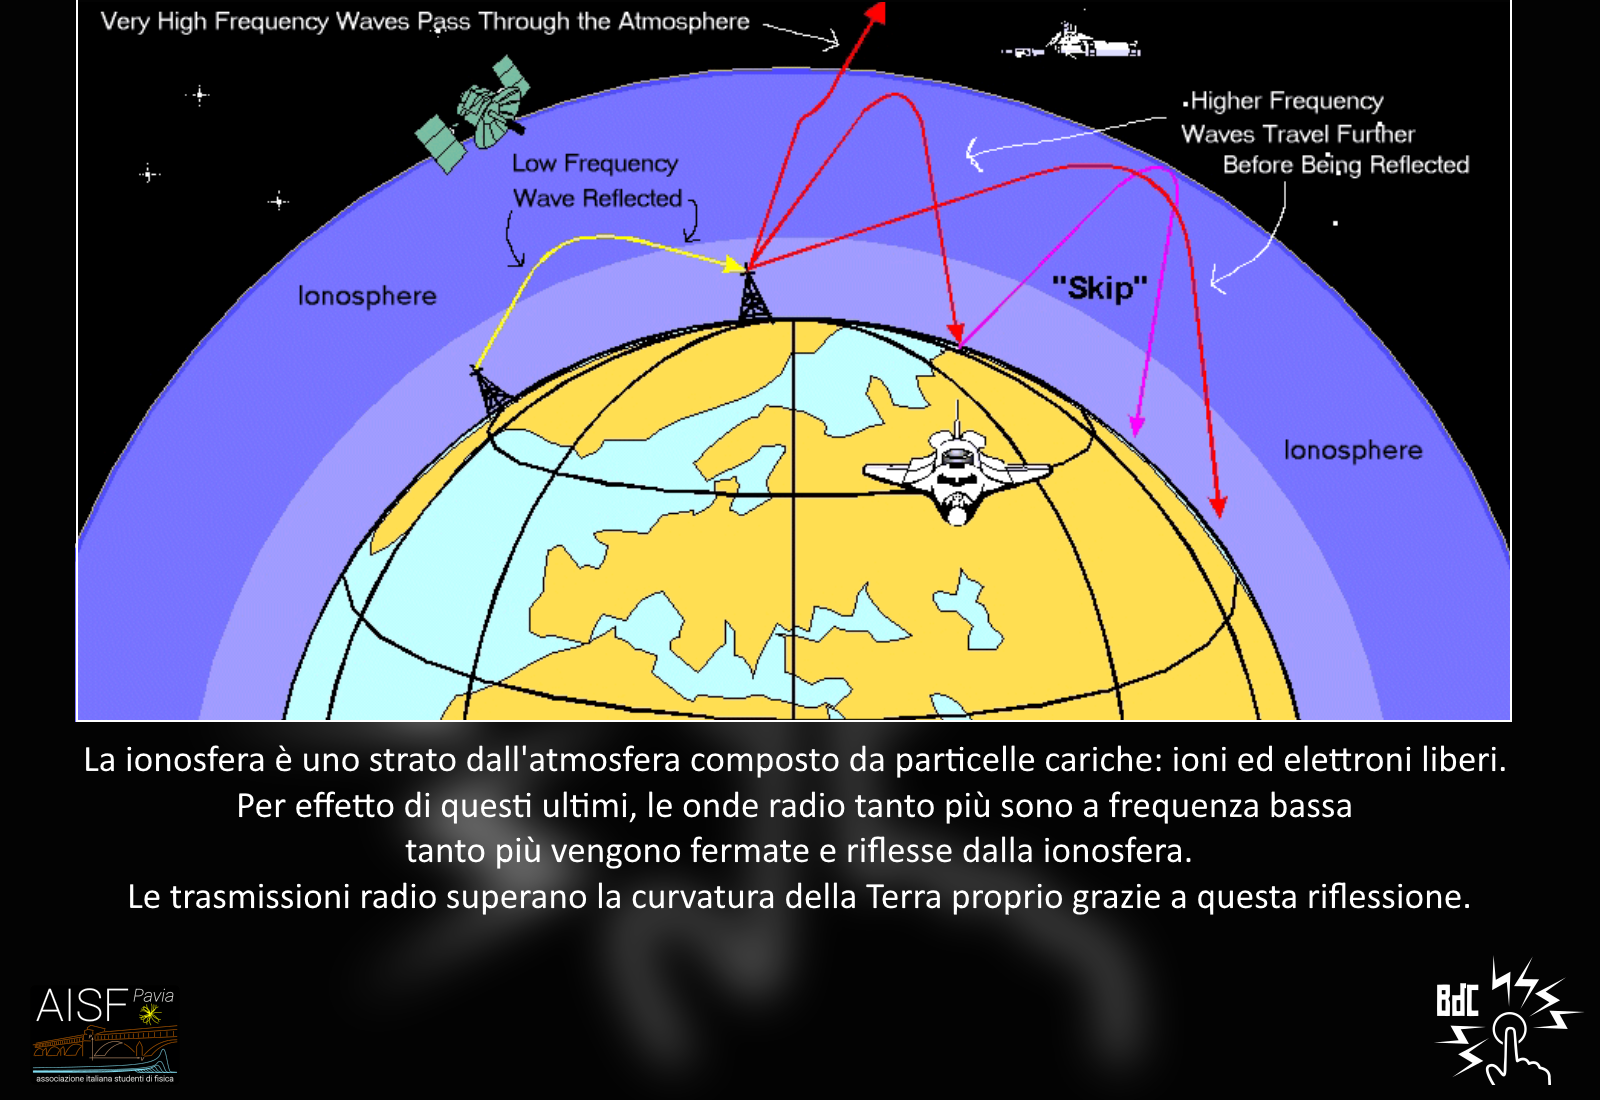 Very High Frequency Waves Pass Through the Atmosphere
Higher Frequency
Waves Travel Further
Before Being Reflected
Low Frequency
Wave Reflected
"Skip"
Ionosphere
Ionosphere
La ionosfera è uno strato dall'atmosfera composto da particelle cariche: ioni ed elettroni liberi.
Per effetto di questi ultimi, le onde radio tanto più sono a frequenza bassa
tanto più vengono fermate e riflesse dalla ionosfera.
Le trasmissioni radio superano la curvatura della Terra proprio grazie a questa riflessione.
AISF Pavia
associazione italiana studenti di fisica
BdC